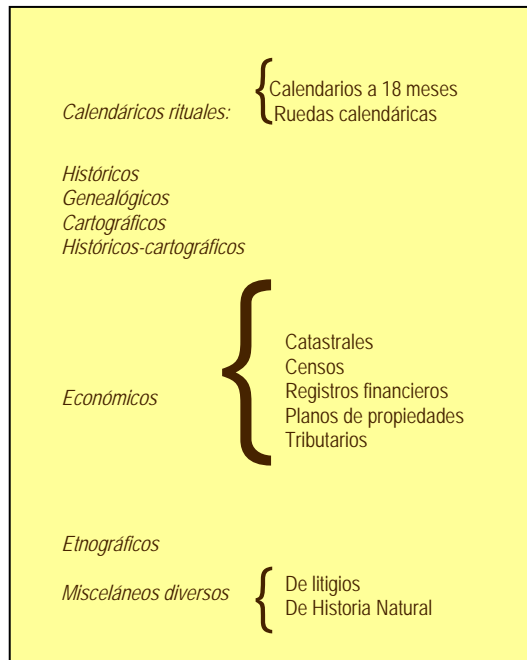 Calendáricos rituales:
Calendarios a 18 meses
Ruedas calendáricas
Históricos
Genealógicos
Cartográficos
Históricos-cartográficos
Económicos
Catastrales
Censos
Registros financieros
Planos de propiedades
Tributarios
Etnográficos
Misceláneos diversos
De litigios
De Historia Natural